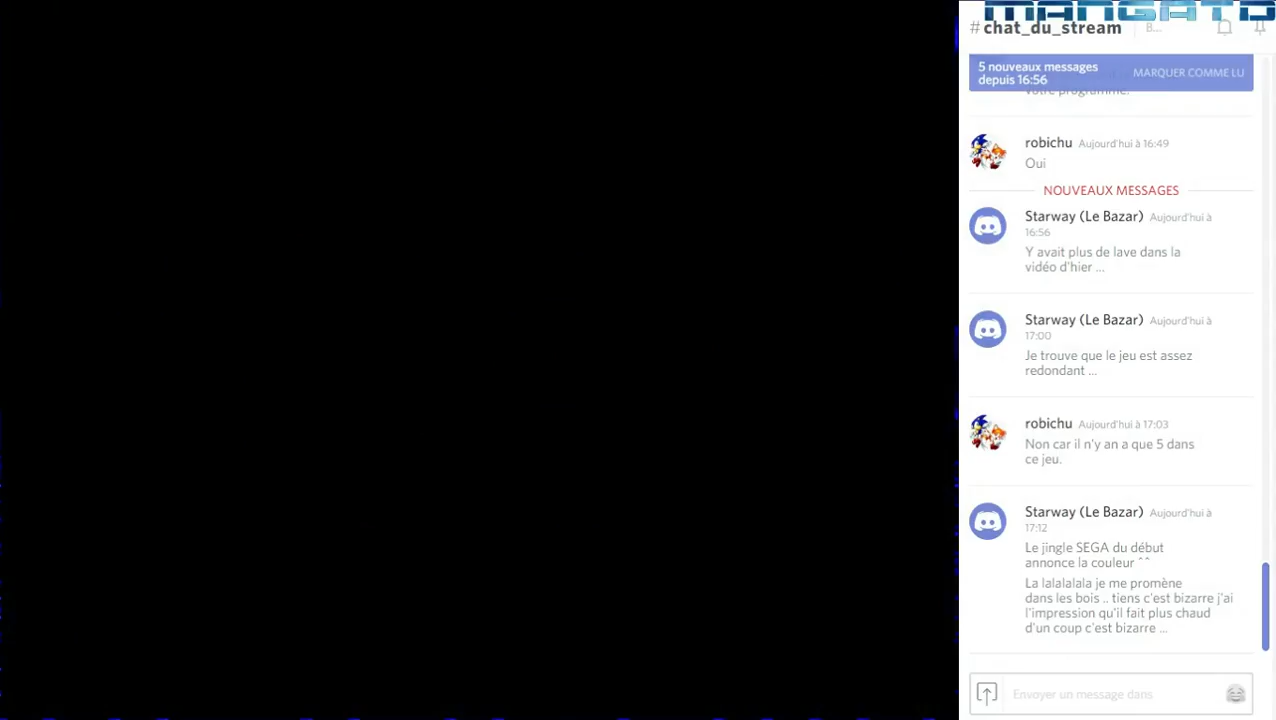 MANGATD
# chat_du_stream
B...
5 nouveaux messages
depuis 16:56
MARQUER COMME LU
votre programme.
robichu Aujourd'hui à 16:49
Oui
NOUVEAUX MESSAGES
Starway (Le Bazar) Aujourd'hui à
16:56
Y avait plus de lave dans la
vidéo d'hier ...
Starway (Le Bazar) Aujourd'hui à
17:00
Je trouve que le jeu est assez
redondant ...
robichu Aujourd'hui à 17:03
Non car il n'y an a que 5 dans
ce jeu.
Starway (Le Bazar) Aujourd'hui à
17:12
Le jingle SEGA du début
annonce la couleur ^^
La lalalalala je me promène
dans les bois .. tiens c'est bizarre j'ai
l'impression qu'il fait plus chaud
d'un coup c'est bizarre ...
Envoyer un message dans